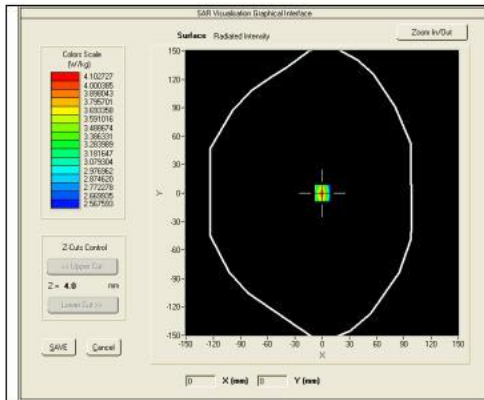 SAR Visualisation Graphical Interface
Surface Radiated Intensity
Zoom In/Out
Colors Scale
(W/kg)
4.102727
4.000385
3.898043
3.795701
3.693358
3.591016
3.488674
3.386331
3.283989
3.181647
3.079304
2.976962
2.874620
2.772278
2.669935
2.567593
150
120
90
60
30
0
-30
-60
-90
-120
-150
Y
-150 -120 -90 -60 -30 0 30 60 90 120 150
X
Z-Cuts Control
<< Upper Cut
Z = 4.0 mm
Lower Cut >>
SAVE Cancel
0 X (mm) 0 Y (mm)